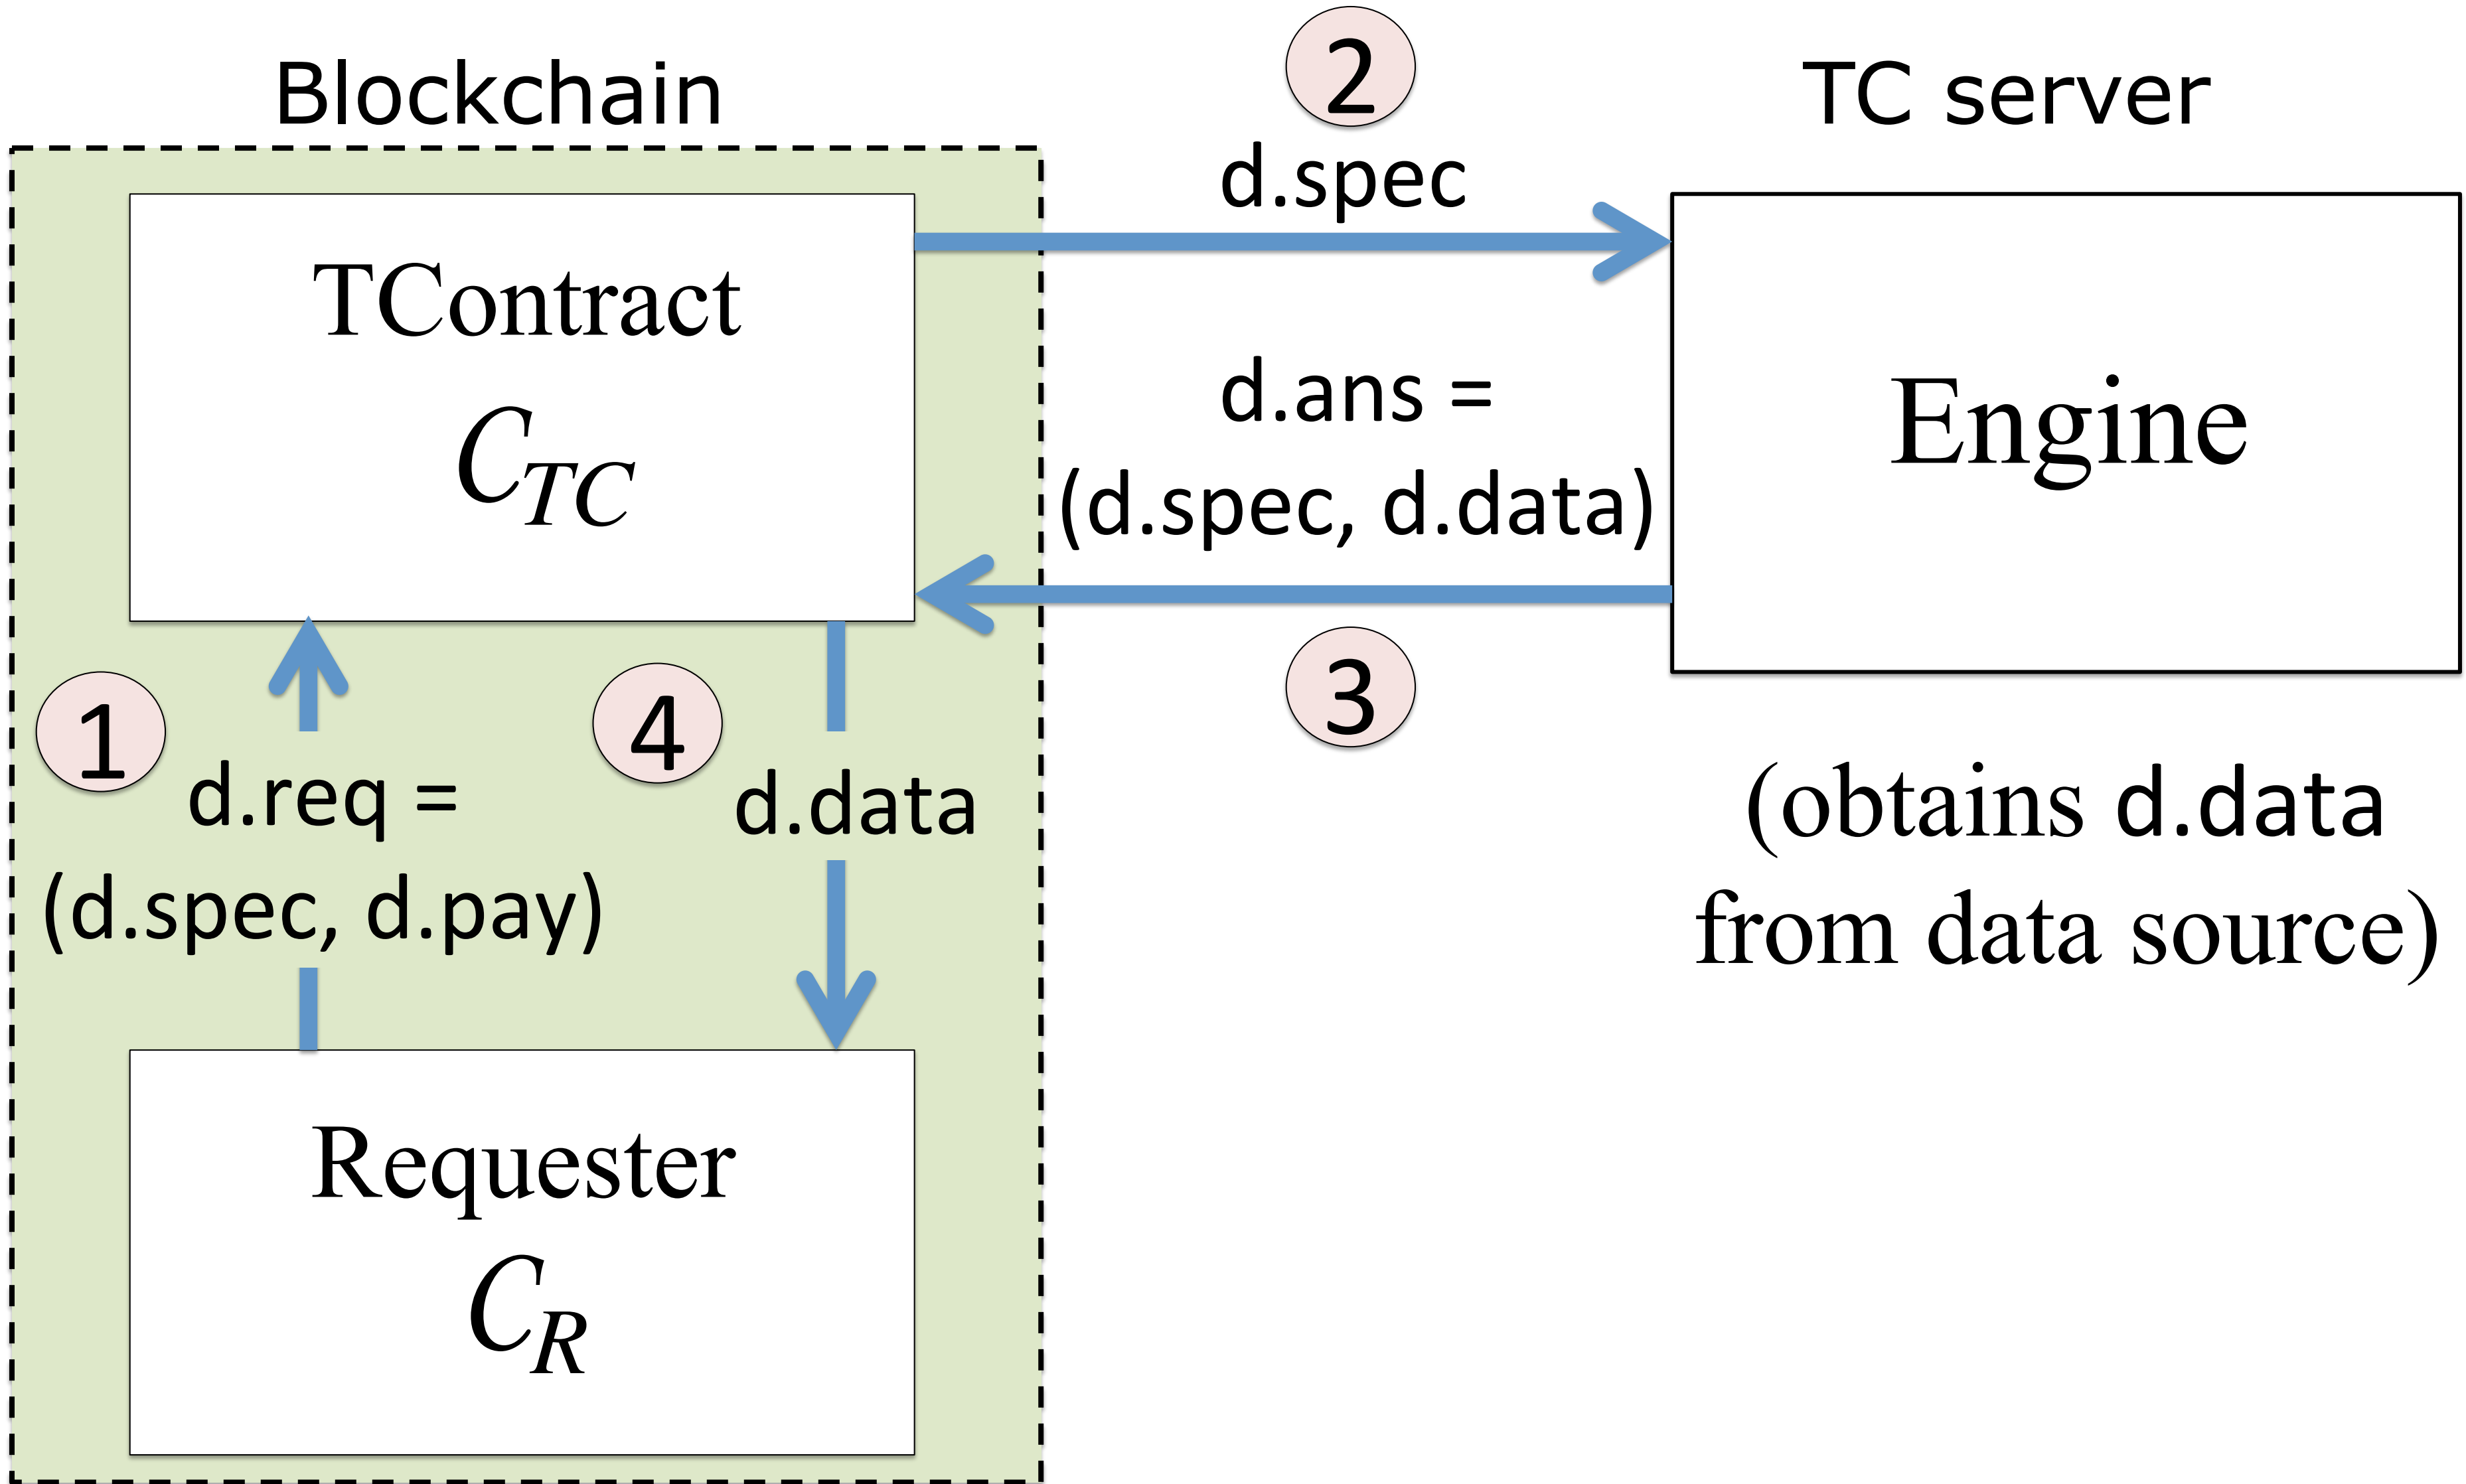 Blockchain
TContract
C_TC
1
d.req =
(d.spec, d.pay)
4
d.data
Requester
C_R
2
d.spec
d.ans =
(d.spec, d.data)
3
TC server
Engine
(obtains d.data
from data source)